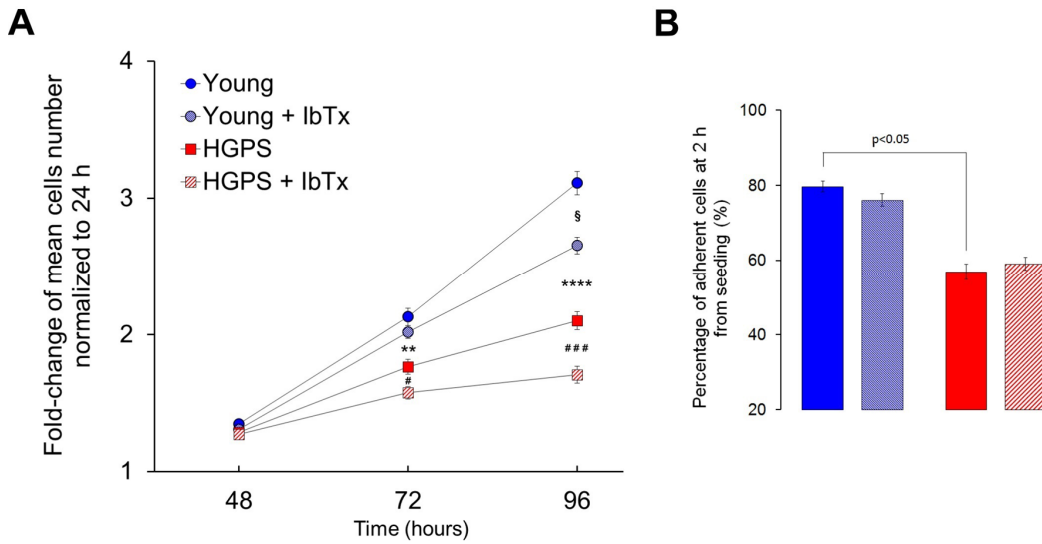 A
Fold-change of mean cells number
normalized to 24 h
4
3
2
1
Young
Young + IbTx
HGPS
HGPS + IbTx
§
****
**
###
#
48
72
96
Time (hours)
B
Percentage of adherent cells at 2 h
from seeding (%)
100
80
60
40
20
p<0.05